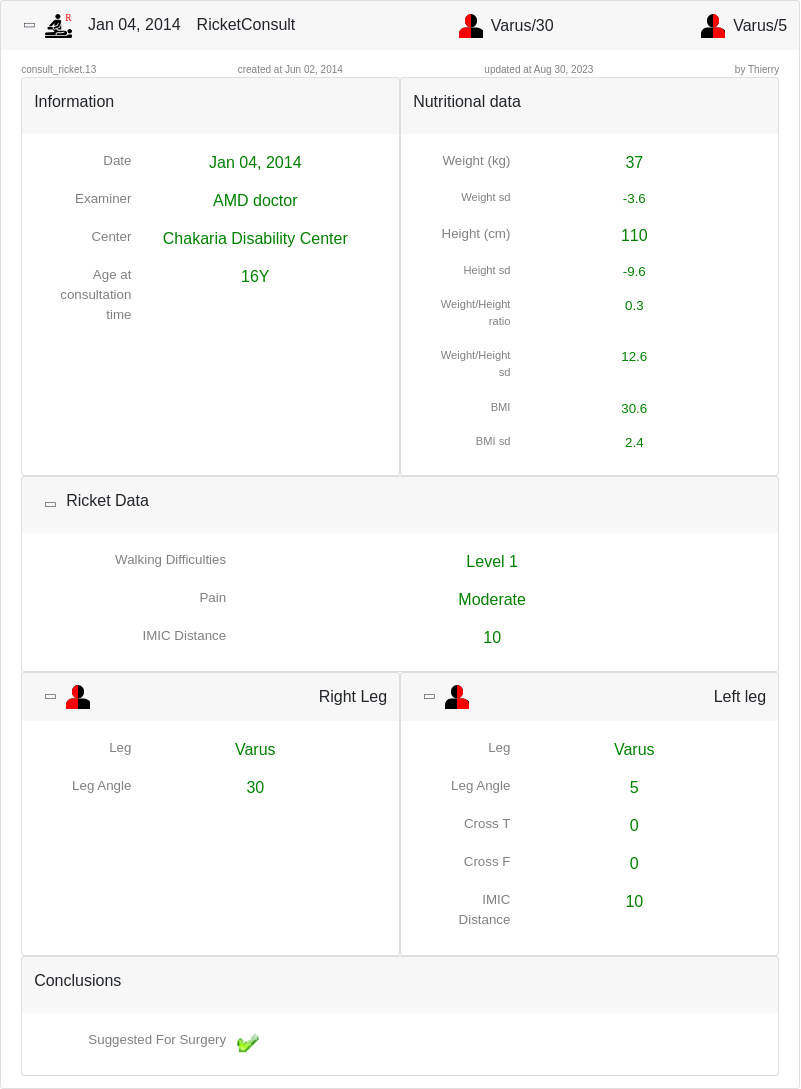 R
Jan 04, 2014 RicketConsult Varus/30 Varus/5
consult_ricket.13 created at Jun 02, 2014 updated at Aug 30, 2023 by Thierry
Information
Date Jan 04, 2014
Examiner AMD doctor
Center Chakaria Disability Center
Age at 16Y
consultation
time
Nutritional data
Weight (kg) 37
Weight sd -3.6
Height (cm) 110
Height sd -9.6
Weight/Height 0.3
ratio
Weight/Height 12.6
sd
BMI 30.6
BMI sd 2.4
Ricket Data
Walking Difficulties Level 1
Pain Moderate
IMIC Distance 10
Right Leg
Leg Varus
Leg Angle 30
Left leg
Leg Varus
Leg Angle 5
Cross T 0
Cross F 0
IMIC 10
Distance
Conclusions
Suggested For Surgery